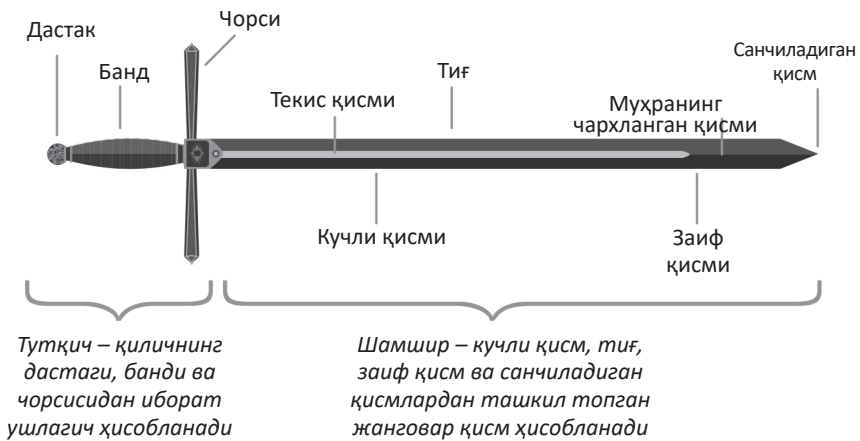 Чорси
Дастак
Банд
Тиғ
Санчиладиган
қисм
Текис қисми
Муҳранинг
чархланган қисми
Кучли қисми
Заиф
қисми
Тутқич – қиличнинг
дастаги, банди ва
чорсисидан иборат
ушлагич ҳисобланади
Шамшир – кучли қисм, тиғ,
заиф қисм ва санчиладиган
қисмлардан ташкил топган
жанговар қисм ҳисобланади